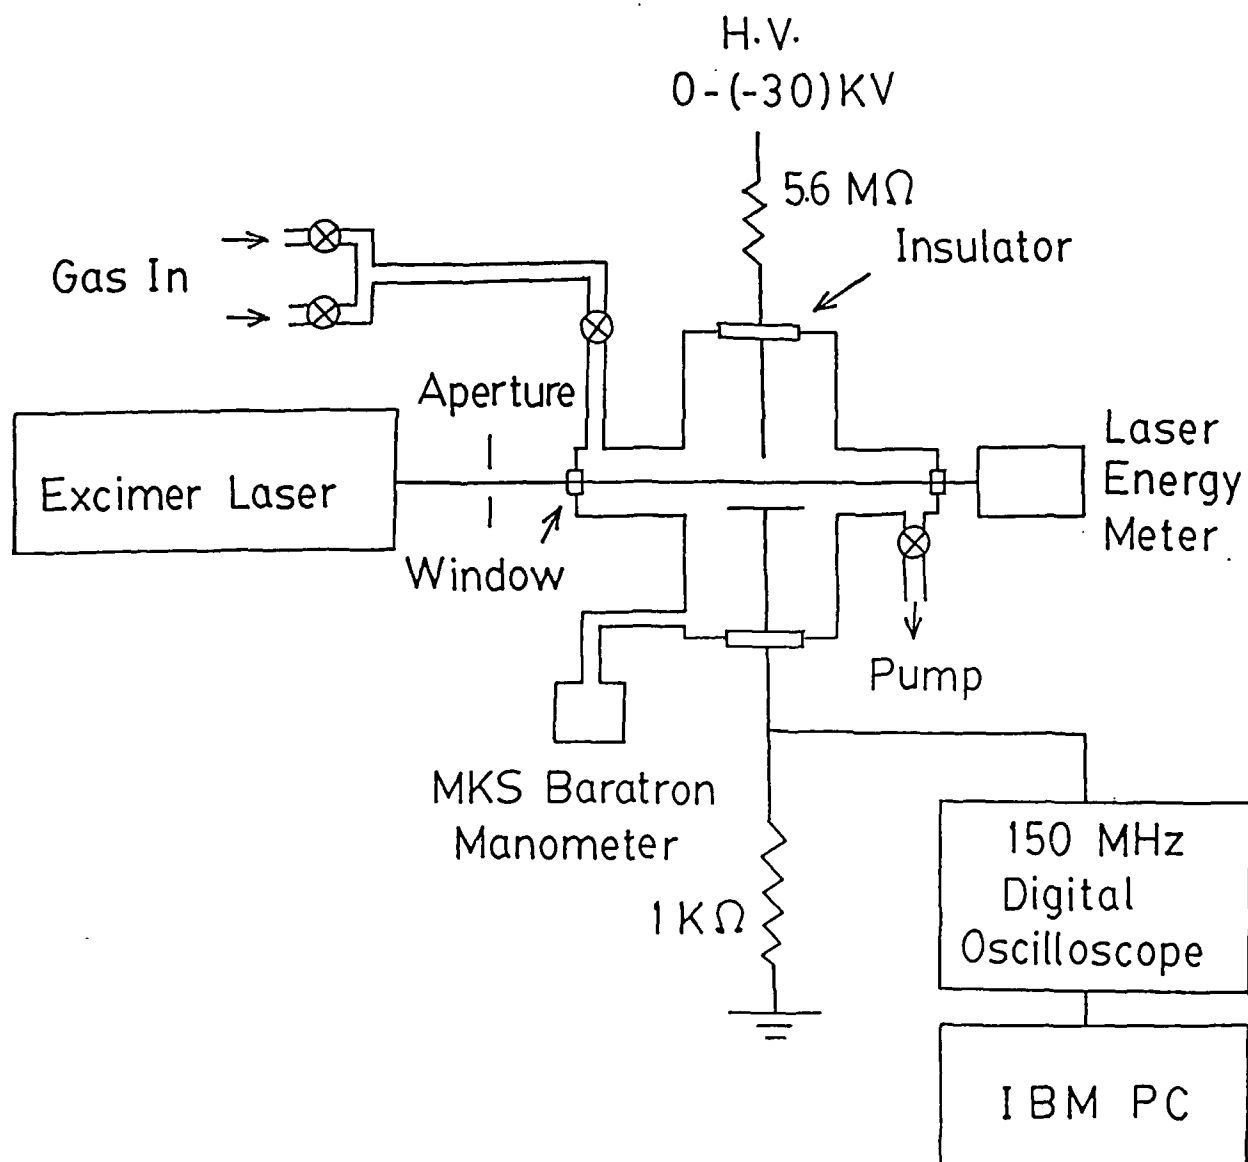 H.V.
0-(-30)KV
5.6 MΩ
Insulator
Gas In
Aperture
Excimer Laser
Window
Laser
Energy
Meter
Pump
MKS Baratron
Manometer
1 KΩ
150 MHz
Digital
Oscilloscope
IBM PC